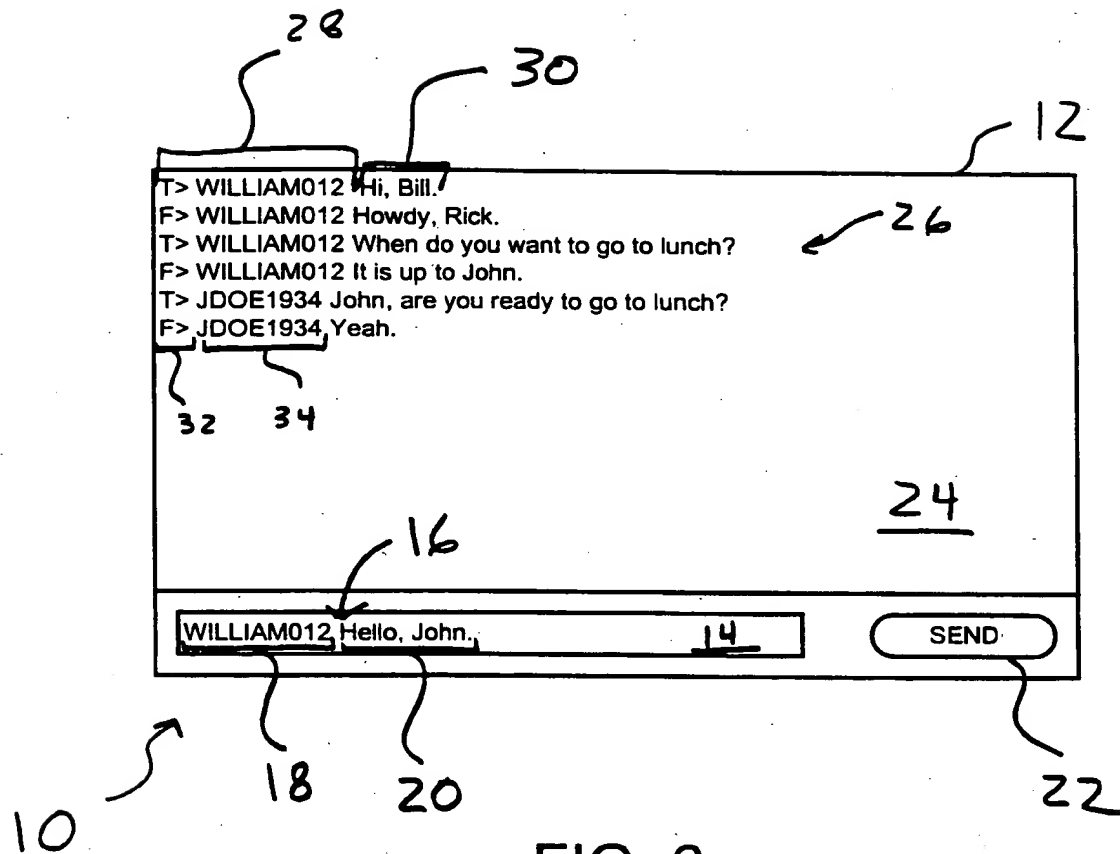 28
30
12
T> WILLIAM012 Hi, Bill.
F> WILLIAM012 Howdy, Rick.
26
T> WILLIAM012 When do you want to go to lunch?
F> WILLIAM012 It is up to John.
T> JDOE1934 John, are you ready to go to lunch?
F> JDOE1934 Yeah.
32
34
24
16
WILLIAM012 Hello, John.
14
SEND
10
18
20
22